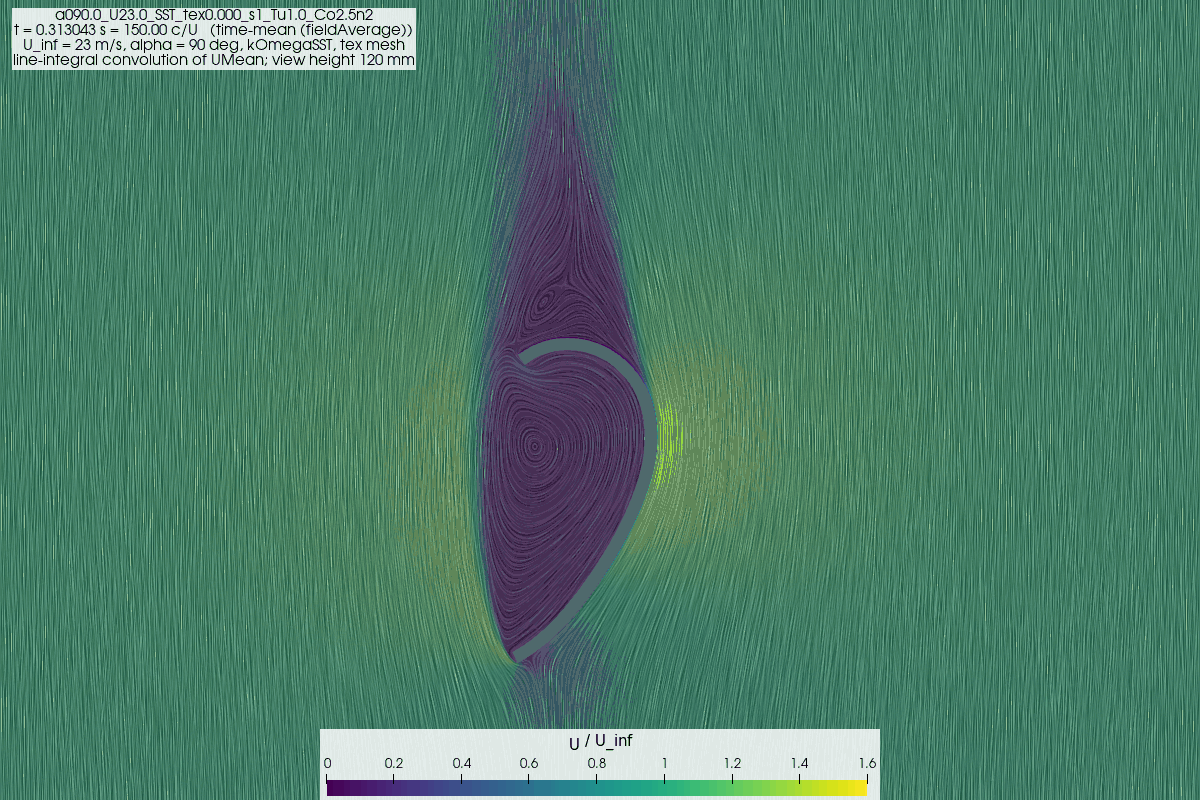 a090.0_U23.0_SST_tex0.000_s1_Tu1.0_Co2.5n2
t = 0.313043 s = 150.00 c/U (time-mean (fieldAverage))
U_inf = 23 m/s, alpha = 90 deg, kOmegaSST, tex mesh
line-integral convolution of UMean; view height 120 mm
U / U_inf
0 0.2 0.4 0.6 0.8 1 1.2 1.4 1.6